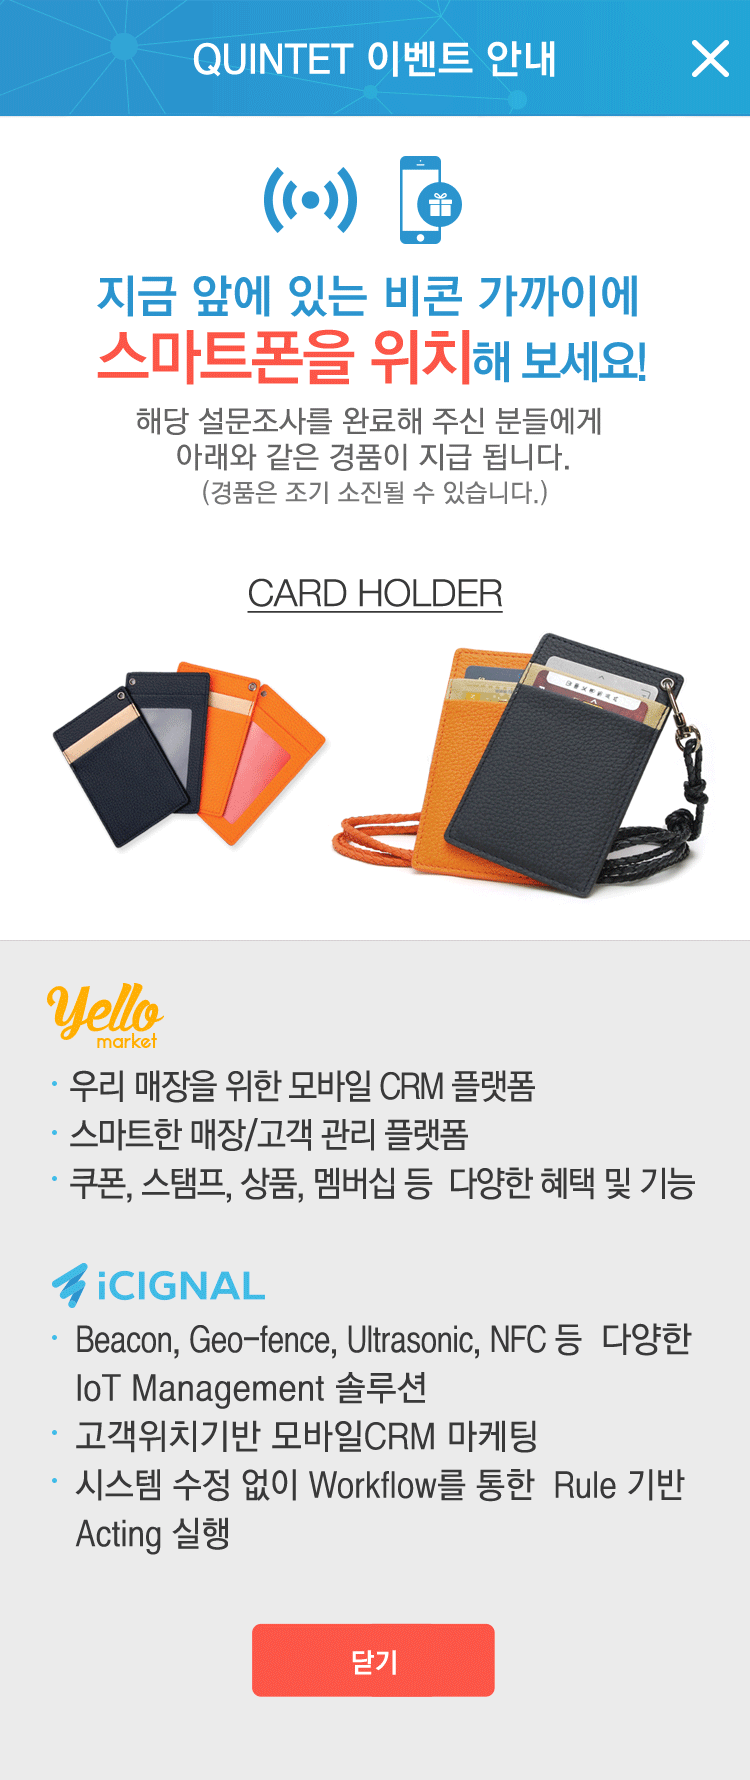 QUINTET 이벤트 안내
지금 앞에 있는 비콘 가까이에
스마트폰을 위치해 보세요!
해당 설문조사를 완료해 주신 분들에게
아래와 같은 경품이 지급 됩니다.
(경품은 조기 소진될 수 있습니다.)
CARD HOLDER
Yello
market
· 우리 매장을 위한 모바일 CRM 플랫폼
· 스마트한 매장/고객 관리 플랫폼
· 쿠폰, 스탬프, 상품, 멤버십 등 다양한 혜택 및 기능
iCIGNAL
· Beacon, Geo-fence, Ultrasonic, NFC 등 다양한
IoT Management 솔루션
· 고객위치기반 모바일CRM 마케팅
· 시스템 수정 없이 Workflow를 통한 Rule 기반
Acting 실행
닫기